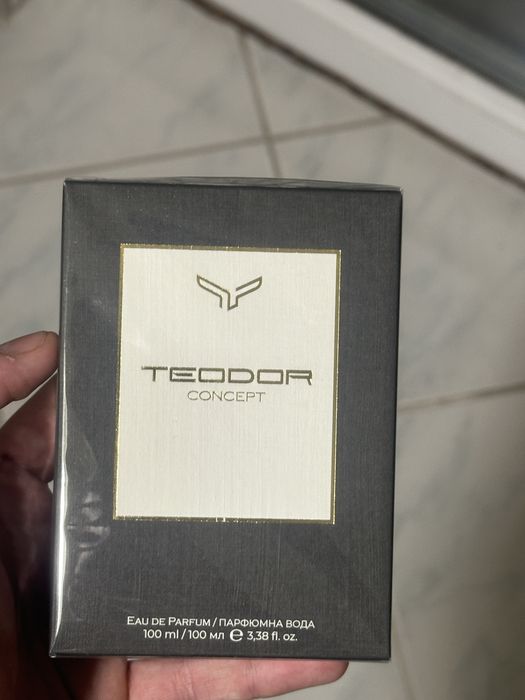 TEODOR
CONCEPT
EAU DE PARFUM / ПАРФЮМНА ВОДА
100 ml / 100 мл ℮ 3,38 fl. oz.